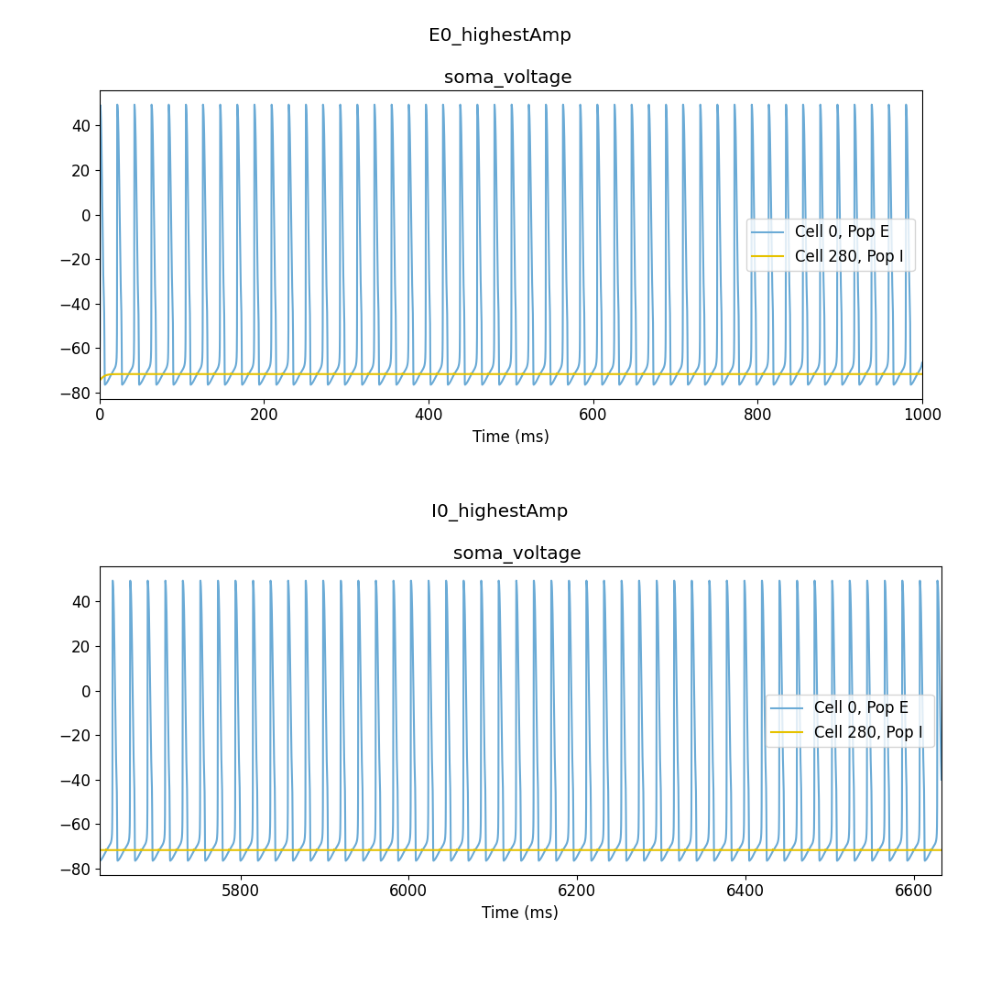 E0_highestAmp
soma_voltage
40
20
0
−20
−40
−60
−80
Cell 0, Pop E
Cell 280, Pop I
0 200 400 600 800 1000
Time (ms)
I0_highestAmp
soma_voltage
40
20
0
−20
−40
−60
−80
Cell 0, Pop E
Cell 280, Pop I
5800 6000 6200 6400 6600
Time (ms)